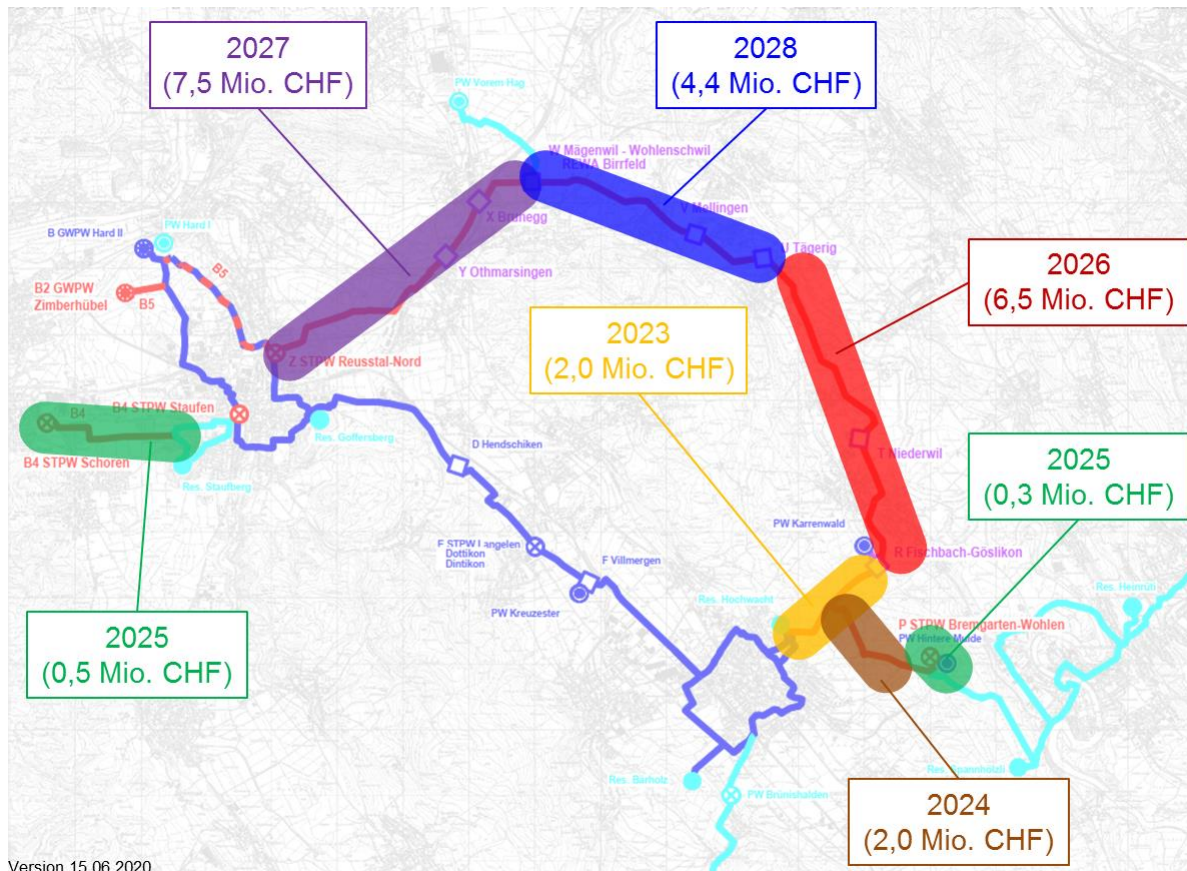 2027
(7,5 Mio. CHF)
2028
(4,4 Mio. CHF)
PW Vorem Hag
W Mägenwil - Wohlenschwil
REWA Birrfeld
X Brunegg
V Mellingen
U Tägerig
Y Othmarsingen
B GWPW Hard II
PW Hard I
B5
B2 GWPW
Zimberhübel
B5
2026
(6,5 Mio. CHF)
2023
(2,0 Mio. CHF)
Z STPW Reusstal-Nord
B4
B4 STPW Staufen
Res. Goffersberg
B4 STPW Schoren
Res. Staufberg
D Hendschiken
T Niederwil
2025
(0,3 Mio. CHF)
PW Karrenwald
E STPW Langelen
Dottikon
Dintikon
F Villmergen
R Fischbach-Göslikon
PW Kreuzester
Res. Hochwacht
Res. Heinrüti
P STPW Bremgarten-Wohlen
PW Hintere Mulde
2025
(0,5 Mio. CHF)
Res. Spannhölzli
Res. Borholz
PW Brünishalden
2024
(2,0 Mio. CHF)
Version 15.06.2020